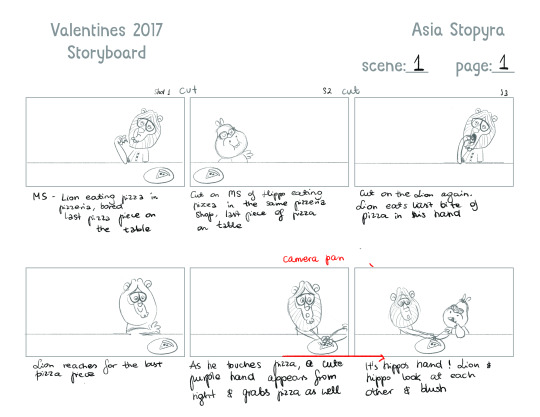 Valentines 2017
Storyboard
Asia Stopyra
scene: 1 page: 1
Shot 1 cut
S2 cut
S3
MS - Lion eating pizza in
pizzeria, bored
Last pizza piece on
the table
Cut on MS of Hippo eating
pizza in the same pizzeria
shop, last piece of pizza
on table
Cut on the Lion again.
Lion eats last bite of
pizza in his hand
camera pan
Lion reaches for the last
pizza piece
As he touches pizza, a cute
purple hand appears from
right & grabs pizza as well
It's hippos hand! Lion &
hippo look at each
other & blush